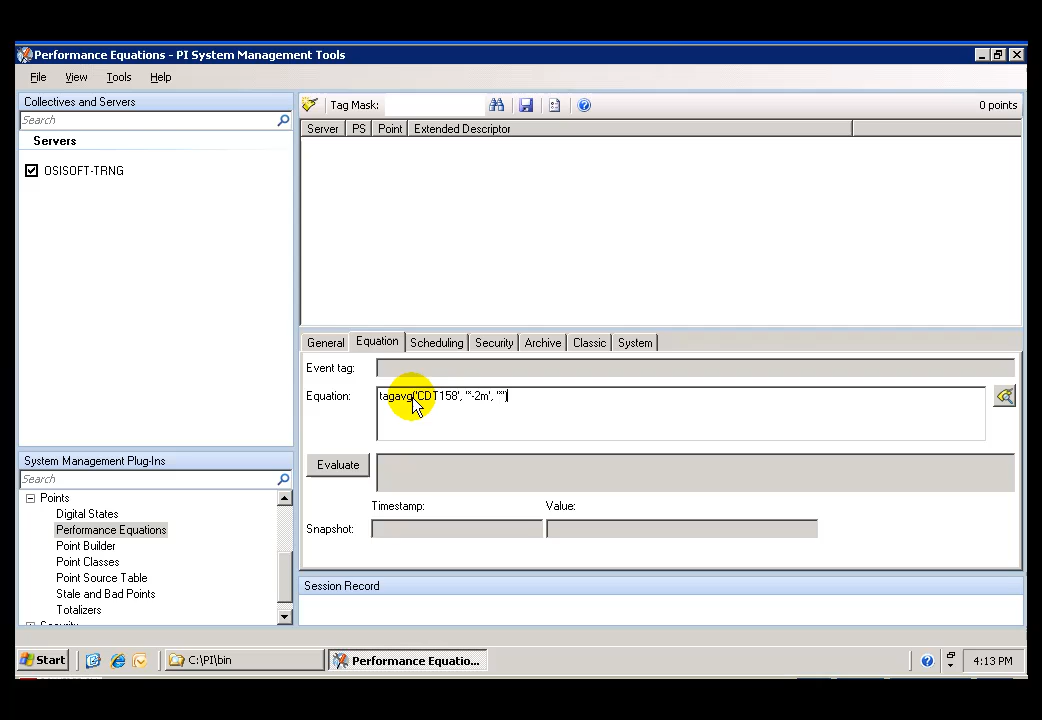 Performance Equations - PI System Management Tools
File View Tools Help
Collectives and Servers
Search
Servers
OSISOFT-TRNG
Tag Mask:
0 points
Server PS Point Extended Descriptor
General Equation Scheduling Security Archive Classic System
Event tag:
Equation: tagavg('CDT158', '*-2m', '*')
Evaluate
Timestamp: Value:
Snapshot:
System Management Plug-Ins
Search
Points
Digital States
Performance Equations
Point Builder
Point Classes
Point Source Table
Stale and Bad Points
Totalizers
Session Record
Start C:\PI\bin Performance Equatio... 4:13 PM